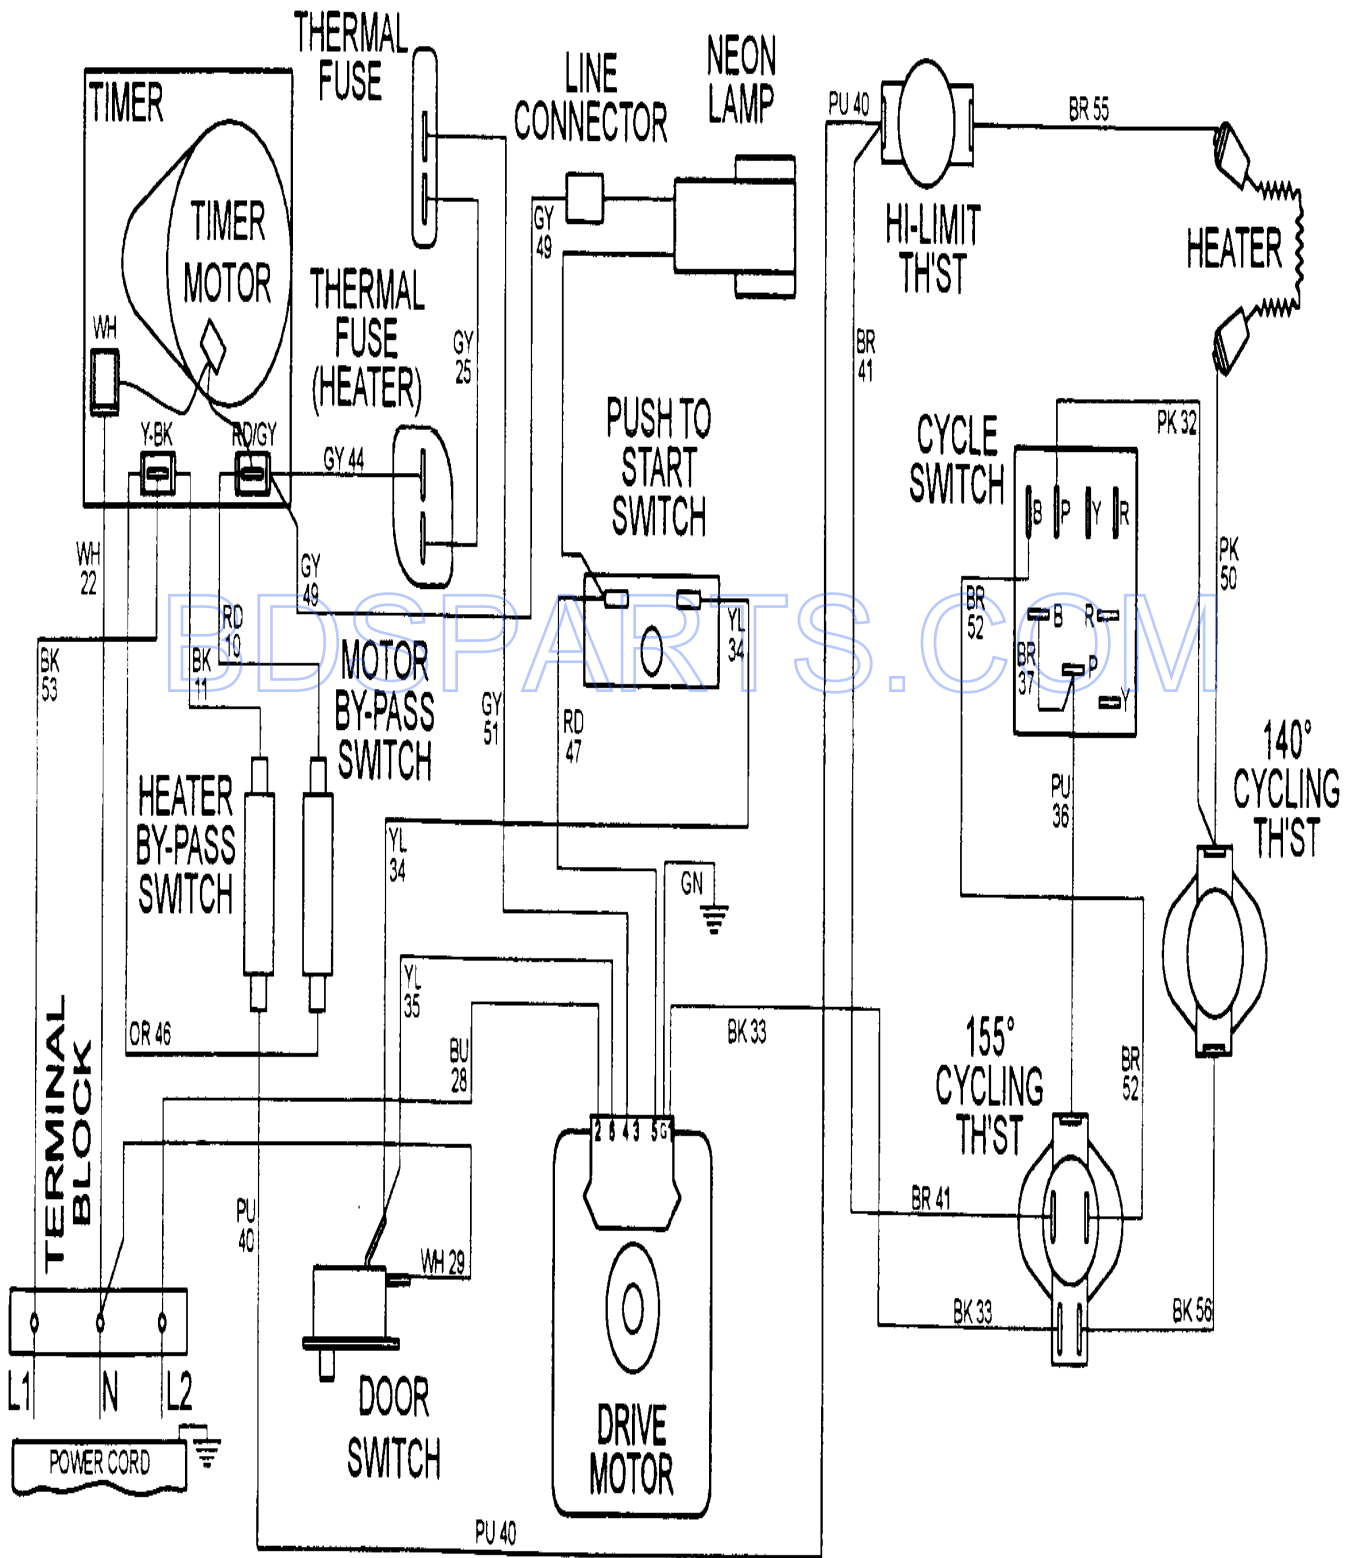 THERMAL
FUSE
LINE
CONNECTOR
NEON
LAMP
TIMER
TIMER
MOTOR
WH
Y-BK
RD/GY
GY 44
THERMAL
FUSE
(HEATER)
GY
25
GY
49
PU 40
BR 55
HI-LIMIT
TH'ST
HEATER
BR
41
PUSH TO
START
SWITCH
CYCLE
SWITCH
PK 32
B
P
Y
R
B
R
P
Y
PK
50
WH
22
GY
49
BR
52
BR
37
YL
34
BDSPARTS.COM
RD
10
BK
53
BK
11
MOTOR
BY-PASS
SWITCH
GY
51
RD
47
HEATER
BY-PASS
SWITCH
PU
36
140°
CYCLING
TH'ST
YL
34
GN
YL
35
OR 46
BU
28
BK 33
155°
CYCLING
TH'ST
BR
52
TERMINAL
BLOCK
2 6 4 3 5 G
PU
40
WH 29
BR 41
BK 33
BK 56
L1
N
L2
POWER CORD
DOOR
SWITCH
DRIVE
MOTOR
PU 40